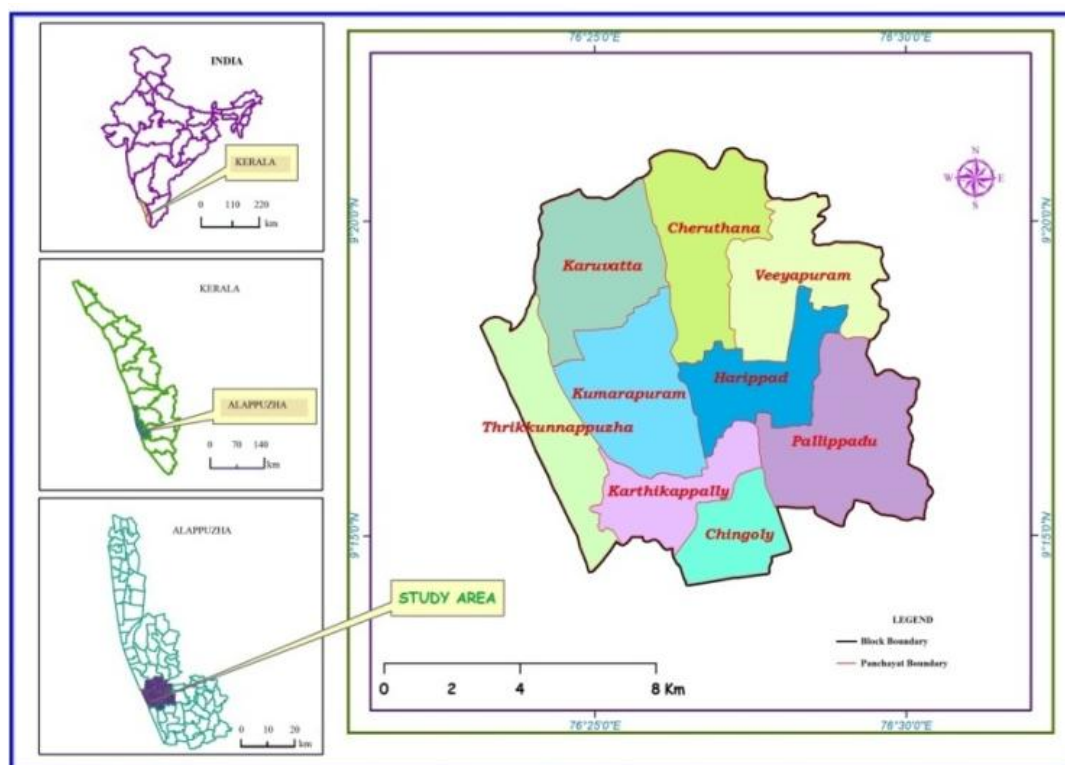 INDIA
KERALA
0 110 220
km
KERALA
ALAPPUZHA
0 70 140
km
ALAPPUZHA
0 10 20
km
STUDY AREA
76°25'0"E 76°30'0"E
9°20'0"N
9°15'0"N
N
W E
S
9°20'0"N
9°15'0"N
Cheruthana
Karuvatta
Veeyapuram
Harippad
Kumarapuram
Thrikkunnappuzha
Pallippadu
Karthikappally
Chingoly
LEGEND
Block Boundary
Panchayat Boundary
0 2 4 8 Km
76°25'0"E 76°30'0"E